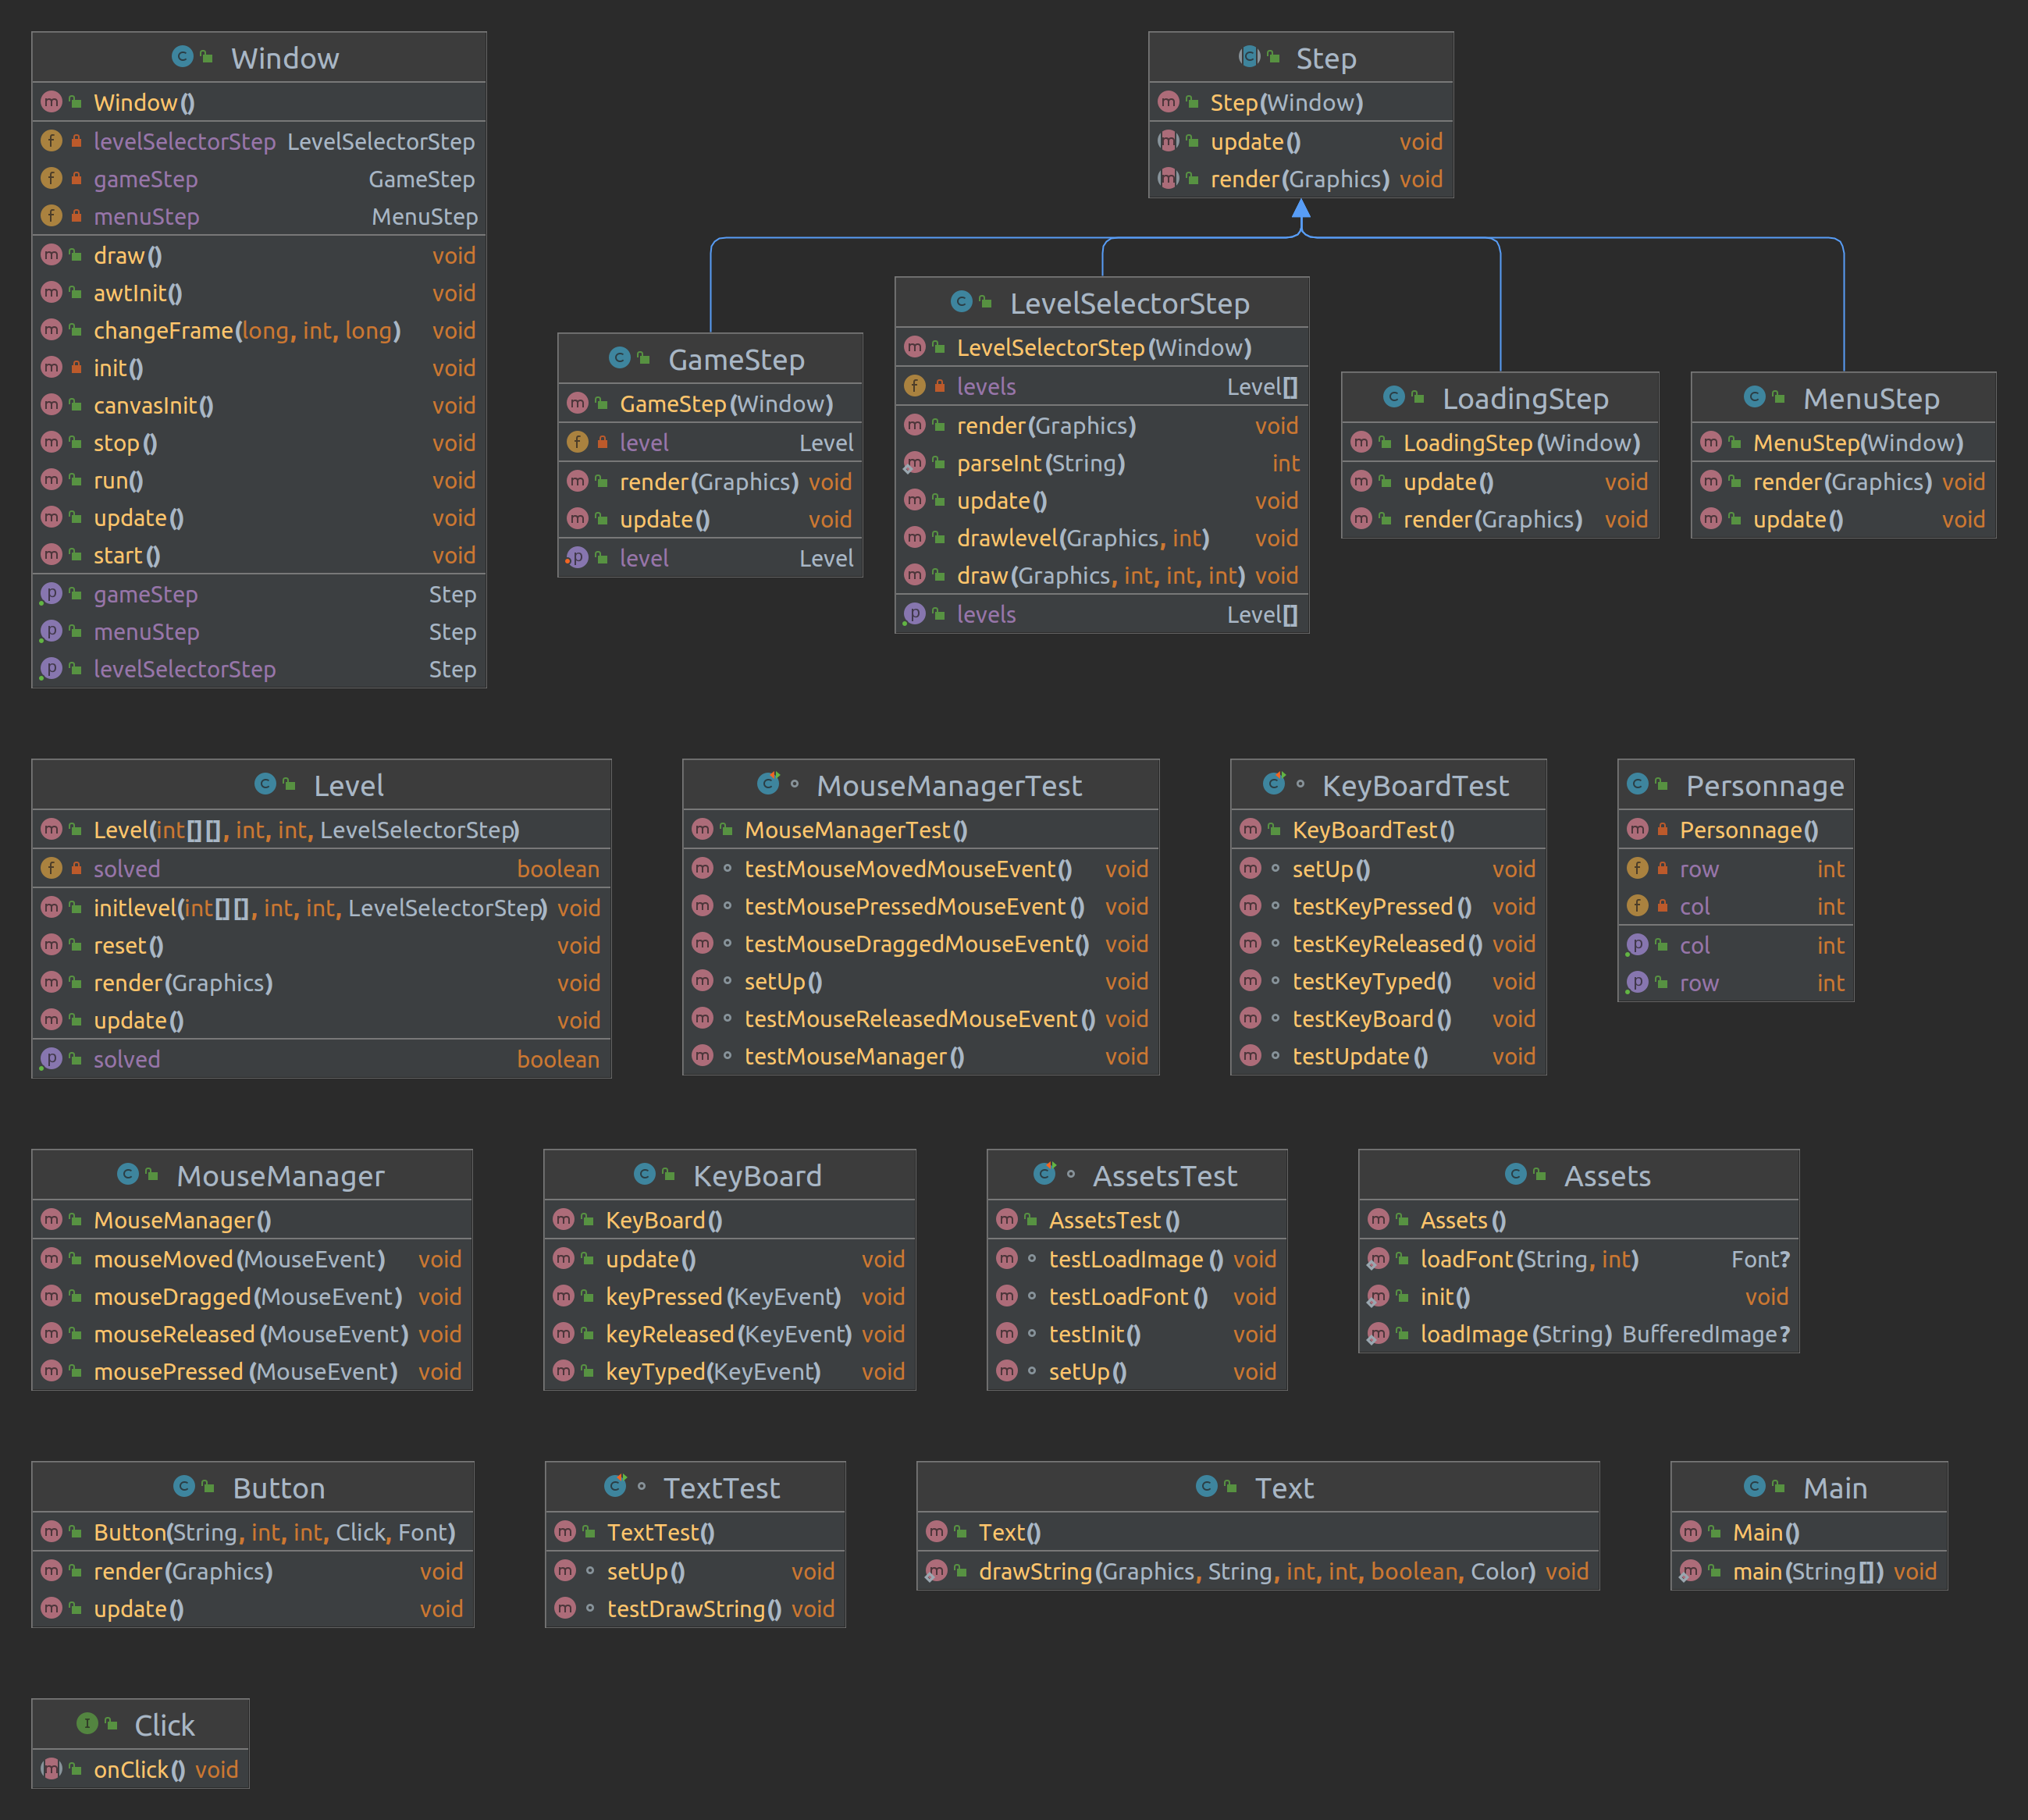 Window
Window()
levelSelectorStep LevelSelectorStep
gameStep GameStep
menuStep MenuStep
draw() void
awtInit() void
changeFrame(long, int, long) void
init() void
canvasInit() void
stop() void
run() void
update() void
start() void
gameStep Step
menuStep Step
levelSelectorStep Step
Step
Step(Window)
update() void
render(Graphics) void
GameStep
GameStep(Window)
level Level
render(Graphics) void
update() void
level Level
LevelSelectorStep
LevelSelectorStep(Window)
levels Level[]
render(Graphics) void
parseInt(String) int
update() void
drawlevel(Graphics, int) void
draw(Graphics, int, int, int) void
levels Level[]
LoadingStep
LoadingStep(Window)
update() void
render(Graphics) void
MenuStep
MenuStep(Window)
render(Graphics) void
update() void
Level
Level(int[][], int, int, LevelSelectorStep)
solved boolean
initlevel(int[][], int, int, LevelSelectorStep) void
reset() void
render(Graphics) void
update() void
solved boolean
MouseManagerTest
MouseManagerTest()
testMouseMovedMouseEvent() void
testMousePressedMouseEvent() void
testMouseDraggedMouseEvent() void
setUp() void
testMouseReleasedMouseEvent() void
testMouseManager() void
KeyBoardTest
KeyBoardTest()
setUp() void
testKeyPressed() void
testKeyReleased() void
testKeyTyped() void
testKeyBoard() void
testUpdate() void
Personnage
Personnage()
row int
col int
col int
row int
MouseManager
MouseManager()
mouseMoved(MouseEvent) void
mouseDragged(MouseEvent) void
mouseReleased(MouseEvent) void
mousePressed(MouseEvent) void
KeyBoard
KeyBoard()
update() void
keyPressed(KeyEvent) void
keyReleased(KeyEvent) void
keyTyped(KeyEvent) void
AssetsTest
AssetsTest()
testLoadImage() void
testLoadFont() void
testInit() void
setUp() void
Assets
Assets()
loadFont(String, int) Font?
init() void
loadImage(String) BufferedImage?
Button
Button(String, int, int, Click, Font)
render(Graphics) void
update() void
TextTest
TextTest()
setUp() void
testDrawString() void
Text
Text()
drawString(Graphics, String, int, int, boolean, Color) void
Main
Main()
main(String[]) void
Click
onClick() void